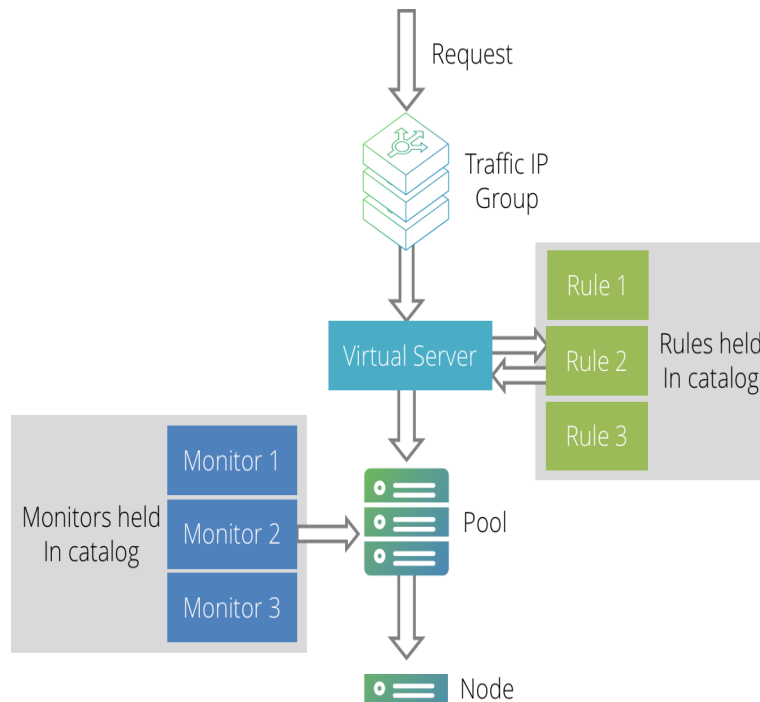 Request
Traffic IP
Group
Rule 1
Virtual Server
Rule 2
Rules held
In catalog
Rule 3
Monitor 1
Monitors held
In catalog
Monitor 2
Pool
Monitor 3
Node